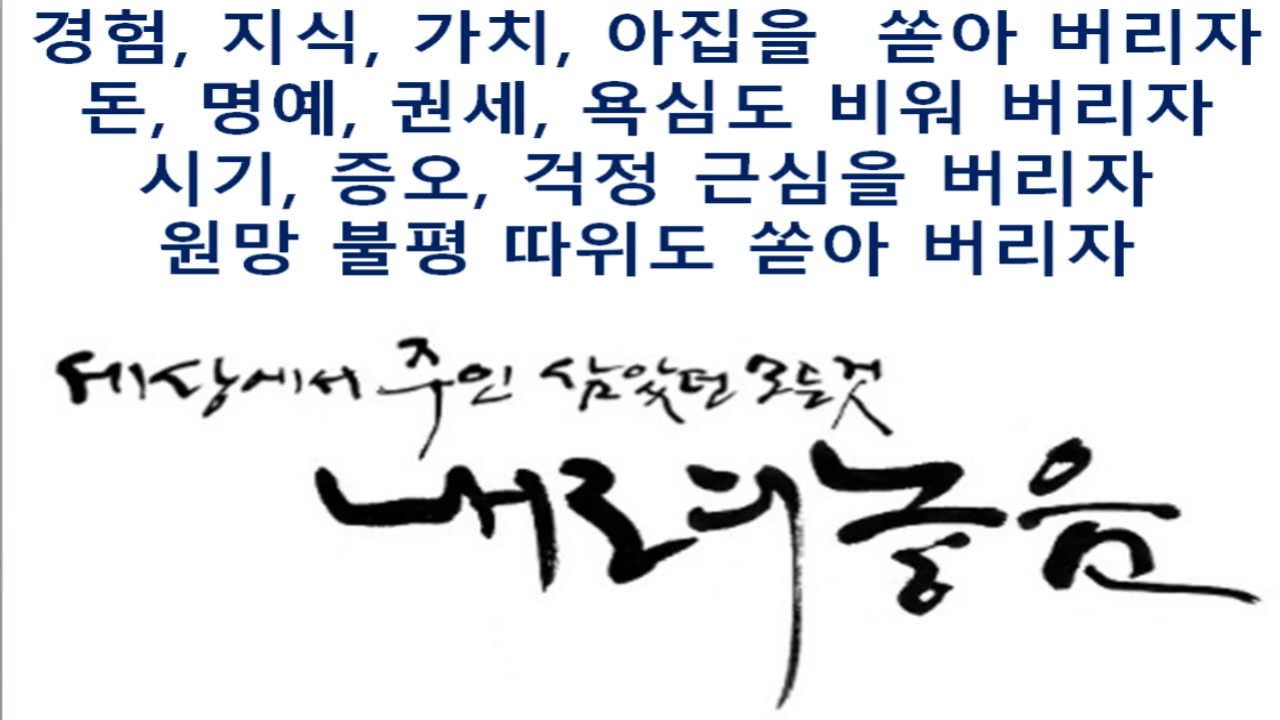 경험, 지식, 가치, 아집을 쏟아 버리자
돈, 명예, 권세, 욕심도 비워 버리자
시기, 증오, 걱정 근심을 버리자
원망 불평 따위도 쏟아 버리자
세상에서 주인 삼았던 모든것
내려놓음